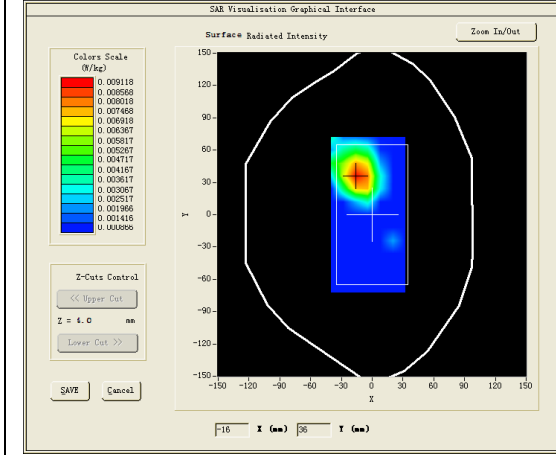 SAR Visualisation Graphical Interface
Surface Radiated Intensity
Zoom In/Out
Colors Scale
(W/kg)
0.009118
0.008568
0.008018
0.007468
0.006918
0.006367
0.005817
0.005267
0.004717
0.004167
0.003617
0.003067
0.002517
0.001966
0.001416
0.000866
Z-Cuts Control
<< Upper Cut
Z = 4.0 mm
Lower Cut >>
SAVE
Cancel
150
120
90
60
30
0
-30
-60
-90
-120
-150
Y
-150 -120 -90 -60 -30 0 30 60 90 120 150
X
-16 X (mm) 36 Y (mm)